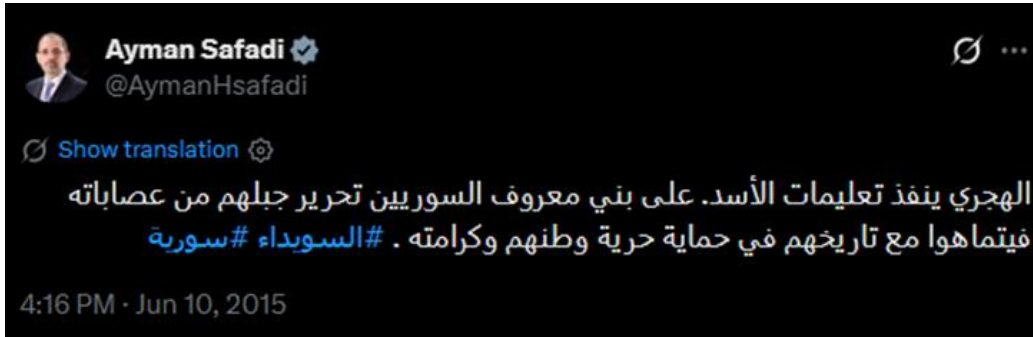 Ayman Safadi
@AymanHsafadi
Show translation
الهجري ينفذ تعليمات الأسد. على بني معروف السوريين تحرير جبلهم من عصاباته
فيتماهوا مع تاريخهم في حماية حرية وطنهم وكرامته . #السويداء #سورية
4:16 PM · Jun 10, 2015